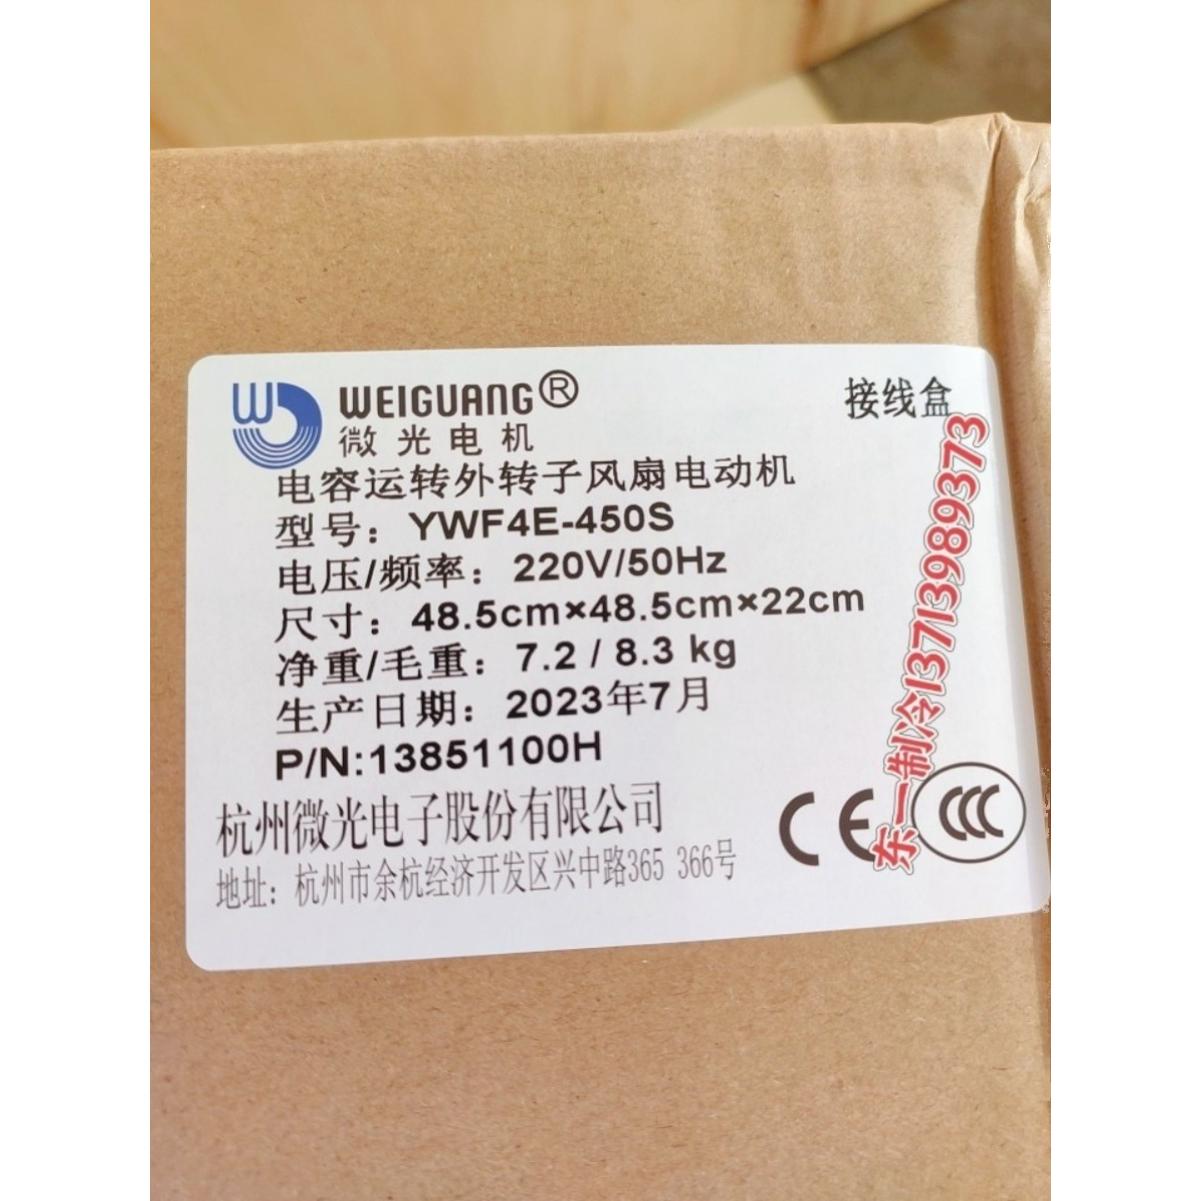 WEIGUANG®
微光电机
接线盒
电容运转外转子风扇电动机
型号：YWF4E-450S
电压/频率：220V/50Hz
尺寸：48.5cm×48.5cm×22cm
净重/毛重：7.2 / 8.3 kg
生产日期：2023年7月
P/N:13851100H
杭州微光电子股份有限公司
地址：杭州市余杭经济开发区兴中路365 366号
CE
CCC
东一制冷13713989373